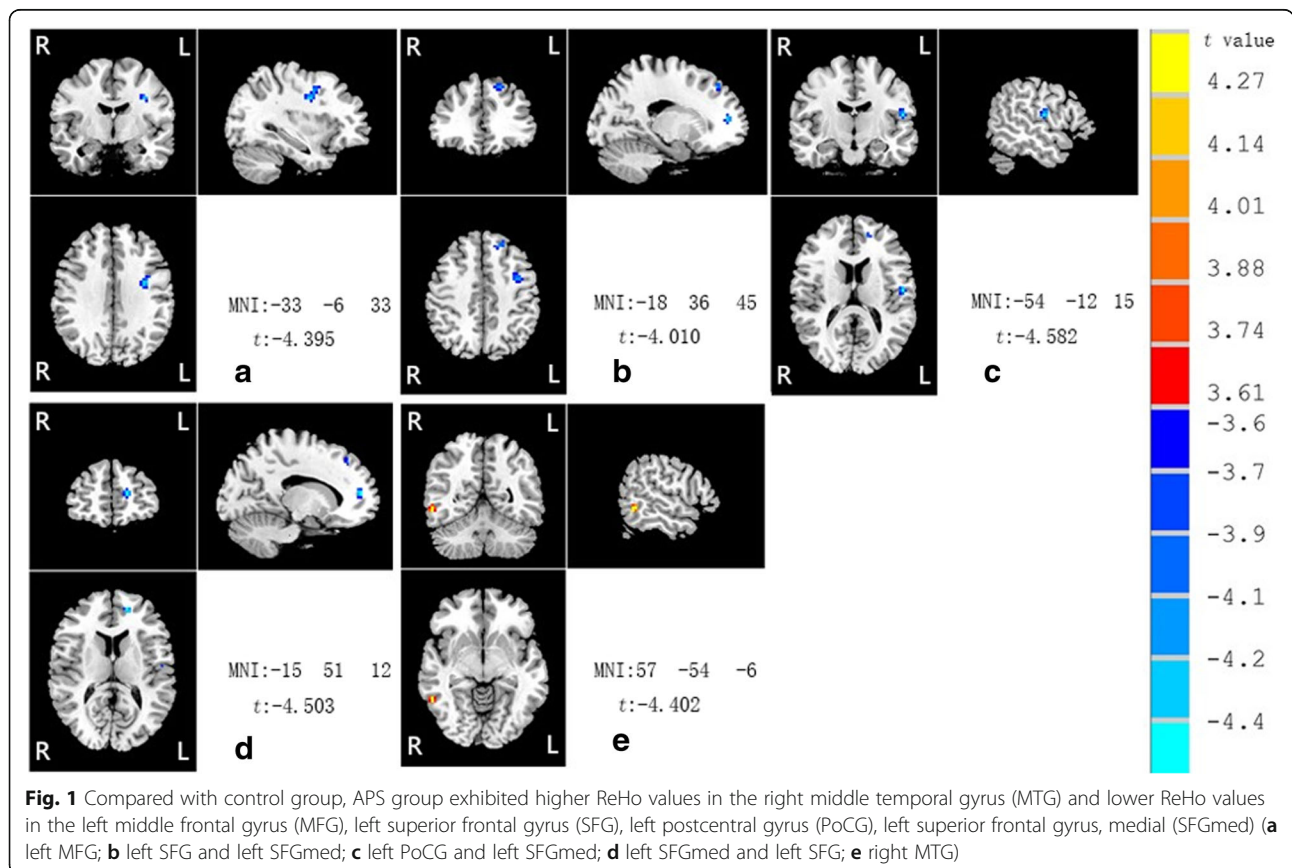 R L
R L
R L
R L
MNI:-33 -6 33
t:-4.395
a
R L
MNI:-18 36 45
t:-4.010
b
R L
MNI:-54 -12 15
t:-4.582
c
R L
R L
MNI:-15 51 12
t:-4.503
d
R L
R L
MNI:57 -54 -6
t:-4.402
e
R L
t value
4.27
4.14
4.01
3.88
3.74
3.61
-3.6
-3.7
-3.9
-4.1
-4.2
-4.4
Fig. 1 Compared with control group, APS group exhibited higher ReHo values in the right middle temporal gyrus (MTG) and lower ReHo values
in the left middle frontal gyrus (MFG), left superior frontal gyrus (SFG), left postcentral gyrus (PoCG), left superior frontal gyrus, medial (SFGmed) (a
left MFG; b left SFG and left SFGmed; c left PoCG and left SFGmed; d left SFGmed and left SFG; e right MTG)